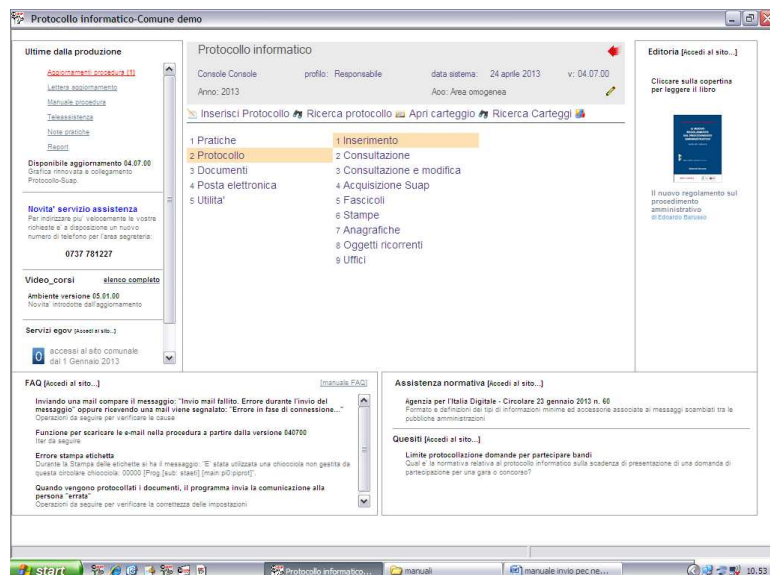 Protocollo informatico-Comune demo
Ultime dalla produzione
Aggiornamenti procedura [1]
Lettera aggiornamento
Manuale procedura
Teleassistenza
Note pratiche
Report
Disponibile aggiornamento 04.07.00
Grafica rinnovata e collegamento
Protocollo-Suap.
Novita' servizio assistenza
Per indirizzare piu' velocemente le vostre
richieste e' a disposizione un nuovo
numero di telefono per l'area segreteria:
0737 781227
Video_corsi elenco completo
Ambiente versione 05.01.00
Novita' introdotte dall'aggiornamento
Servizi egov [Accedi al sito...]
0 accessi al sito comunale
dal 1 Gennaio 2013
Protocollo informatico
Console Console profilo: Responsabile data sistema: 24 aprile 2013 v: 04.07.00
Anno: 2013 Aoo: Area omogenea
Inserisci Protocollo Ricerca protocollo Apri carteggio Ricerca Carteggi
1 Pratiche
2 Protocollo
3 Documenti
4 Posta elettronica
5 Utilita'
1 Inserimento
2 Consultazione
3 Consultazione e modifica
4 Acquisizione Suap
5 Fascicoli
6 Stampe
7 Anagrafiche
8 Oggetti ricorrenti
9 Uffici
Editoria [Accedi al sito...]
Cliccare sulla copertina
per leggere il libro
IL NUOVO
REGOLAMENTO
SUL PROCEDIMENTO
AMMINISTRATIVO
Il nuovo regolamento sul
procedimento
amministrativo
di Edoardo Barusso
FAQ [Accedi al sito...] [manuale FAQ]
Inviando una mail compare il messaggio: "Invio mail fallito. Errore durante l'invio del
messaggio" oppure ricevendo una mail viene segnalato: "Errore in fase di connessione..."
Operazioni da seguire per verificare le cause
Funzione per scaricare le e-mail nella procedura a partire dalla versione 040700
Iter da seguire
Errore stampa etichetta
Durante la Stampa delle etichette si ha il messaggio: "E' stata utilizzata una chiocciola non gestita da
questa circolare chiocciola: 00000 [Prog.[sub: staeti] [main.pi0:piprot]".
Quando vengono protocollati i documenti, il programma invia la comunicazione alla
persona "errata"
Operazioni da seguire per verificare la correttezza delle impostazioni
Assistenza normativa [Accedi al sito...]
Agenzia per l'Italia Digitale - Circolare 23 gennaio 2013 n. 60
Formato e definizioni dei tipi di informazioni minime ed accessorie associate ai messaggi scambiati tra le
pubbliche amministrazioni
Quesiti [Accedi al sito...]
Limite protocollazione domande per partecipare bandi
Qual e' la normativa relativa al protocollo informatico sulla scadenza di presentazione di una domanda di
partecipazione per una gara o concorso?
start Protocollo informatico... manuali manuale invio pec ne... 10.53